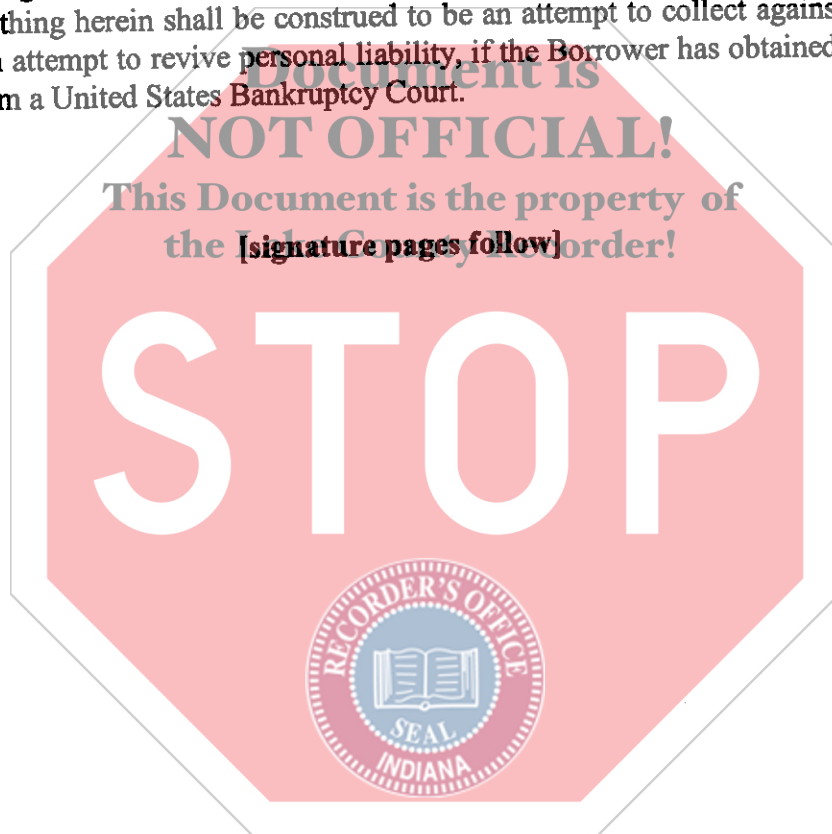 thing herein shall be construed to be an attempt to collect agains
attempt to revive personal liability, if the Borrower has obtained
m a United States Bankruptcy Court.
Document is
NOT OFFICIAL!
This Document is the property of
the Lake County Recorder!
[signature pages follow]
STOP
RECORDER'S OFFICE
SEAL
INDIANA